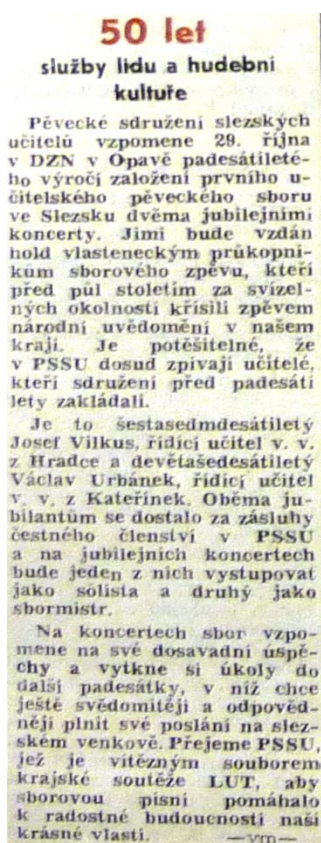 50 let
služby lidu a hudební
kultuře
Pěvecké sdružení slezských
učitelů vzpomene 29. října
v DZN v Opavě padesátileté-
ho výročí založení prvního u-
čitelského pěveckého sboru
ve Slezsku dvěma jubilejními
koncerty. Jimi bude vzdán
hold vlasteneckým průkopní-
kům sborového zpěvu, kteří
před půl stoletím za svízel-
ných okolností křísili zpěvem
národní uvědomění v našem
kraji. Je potěšitelné, že
v PSSU dosud zpívají učitelé,
kteří sdružení před padesáti
lety zakládali.
Je to šestasedmdesátiletý
Josef Vilkus, řídící učitel v. v.
z Hradce a devětašedesátiletý
Václav Urbánek, řídící učitel
v. v. z Kateřinek. Oběma ju-
bilantům se dostalo za zásluhy
čestného členství v PSSU
a na jubilejních koncertech
bude jeden z nich vystupovat
jako sólista a druhý jako
sbormistr.
Na koncertech sbor vzpo-
mene na své dosavadní úspě-
chy a vytkne si úkoly do
další padesátky, v níž chce
ještě svědomitěji a odpověd-
něji plnit své poslání na slez-
ském venkově. Přejeme PSSU,
jež je vítězným souborem
krajské soutěže LUT, aby
sborovou písní pomáhalo
k radostné budoucnosti naší
krásné vlasti. —vm—